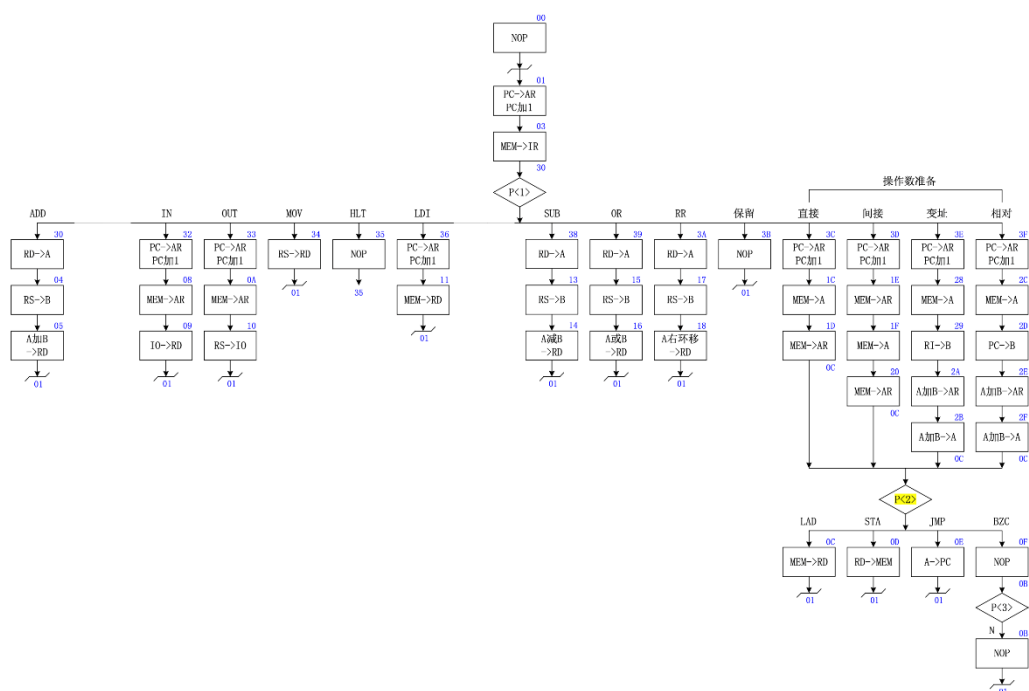 00
NOP
01
PC->AR
PC加1
03
MEM->IR
30
P<1>
操作数准备
ADD
IN
OUT
MOV
HLT
LDI
SUB
OR
RR
保留
直接
间接
变址
相对
30
32
33
34
35
36
38
39
3A
3B
3C
3D
3E
3F
RD->A
PC->AR
PC加1
PC->AR
PC加1
RS->RD
NOP
PC->AR
PC加1
RD->A
RD->A
RD->A
NOP
PC->AR
PC加1
PC->AR
PC加1
PC->AR
PC加1
PC->AR
PC加1
04
08
0A
01
35
11
13
15
17
01
1C
1E
28
2C
RS->B
MEM->AR
MEM->AR
MEM->RD
RS->B
RS->B
RS->B
MEM->A
MEM->AR
MEM->A
MEM->A
05
09
10
01
14
16
18
1D
1F
29
2D
A加B
->RD
IO->RD
RS->IO
A减B
->RD
A或B
->RD
A右环移
->RD
MEM->AR
MEM->A
RI->B
PC->B
01
01
01
01
01
01
0C
20
2A
2E
MEM->AR
A加B->AR
A加B->AR
0C
2B
2F
A加B->A
A加B->A
0C
0C
P<2>
LAD
STA
JMP
BZC
0C
0D
0E
0F
MEM->RD
RD->MEM
A->PC
NOP
01
01
01
0B
P<3>
N
0B
NOP
01